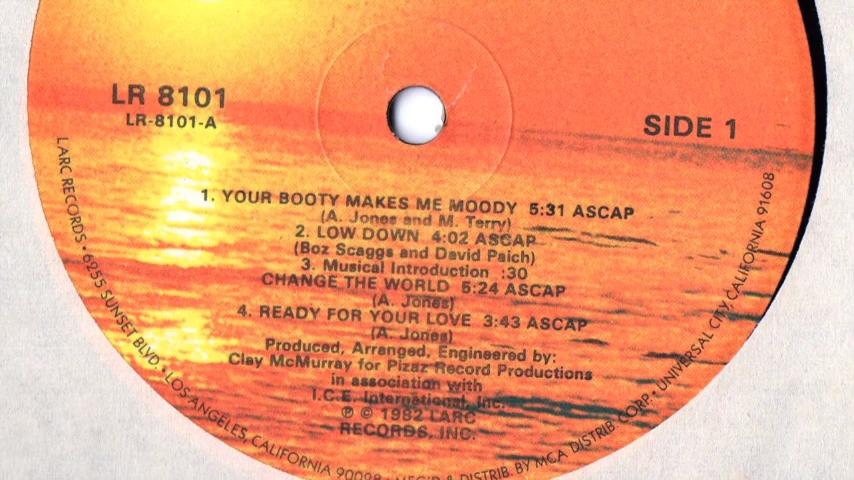 LR 8101
LR-8101-A
SIDE 1
1. YOUR BOOTY MAKES ME MOODY 5:31 ASCAP
(A. Jones and M. Terry)
2. LOW DOWN 4:02 ASCAP
(Boz Scaggs and David Paich)
3. Musical Introduction :30
CHANGE THE WORLD 5:24 ASCAP
(A. Jones)
4. READY FOR YOUR LOVE 3:43 ASCAP
(A. Jones)
Produced, Arranged, Engineered by:
Clay McMurray for Pizaz Record Productions
in association with
I.C.E. International, Inc.
℗ © 1982 LARC
RECORDS, INC.
LARC RECORDS • 6255 SUNSET BLVD • LOS ANGELES, CALIFORNIA 90028 • MFG'D & DISTRIB. BY MCA DISTRIB. CORP. • UNIVERSAL CITY, CALIFORNIA 91608